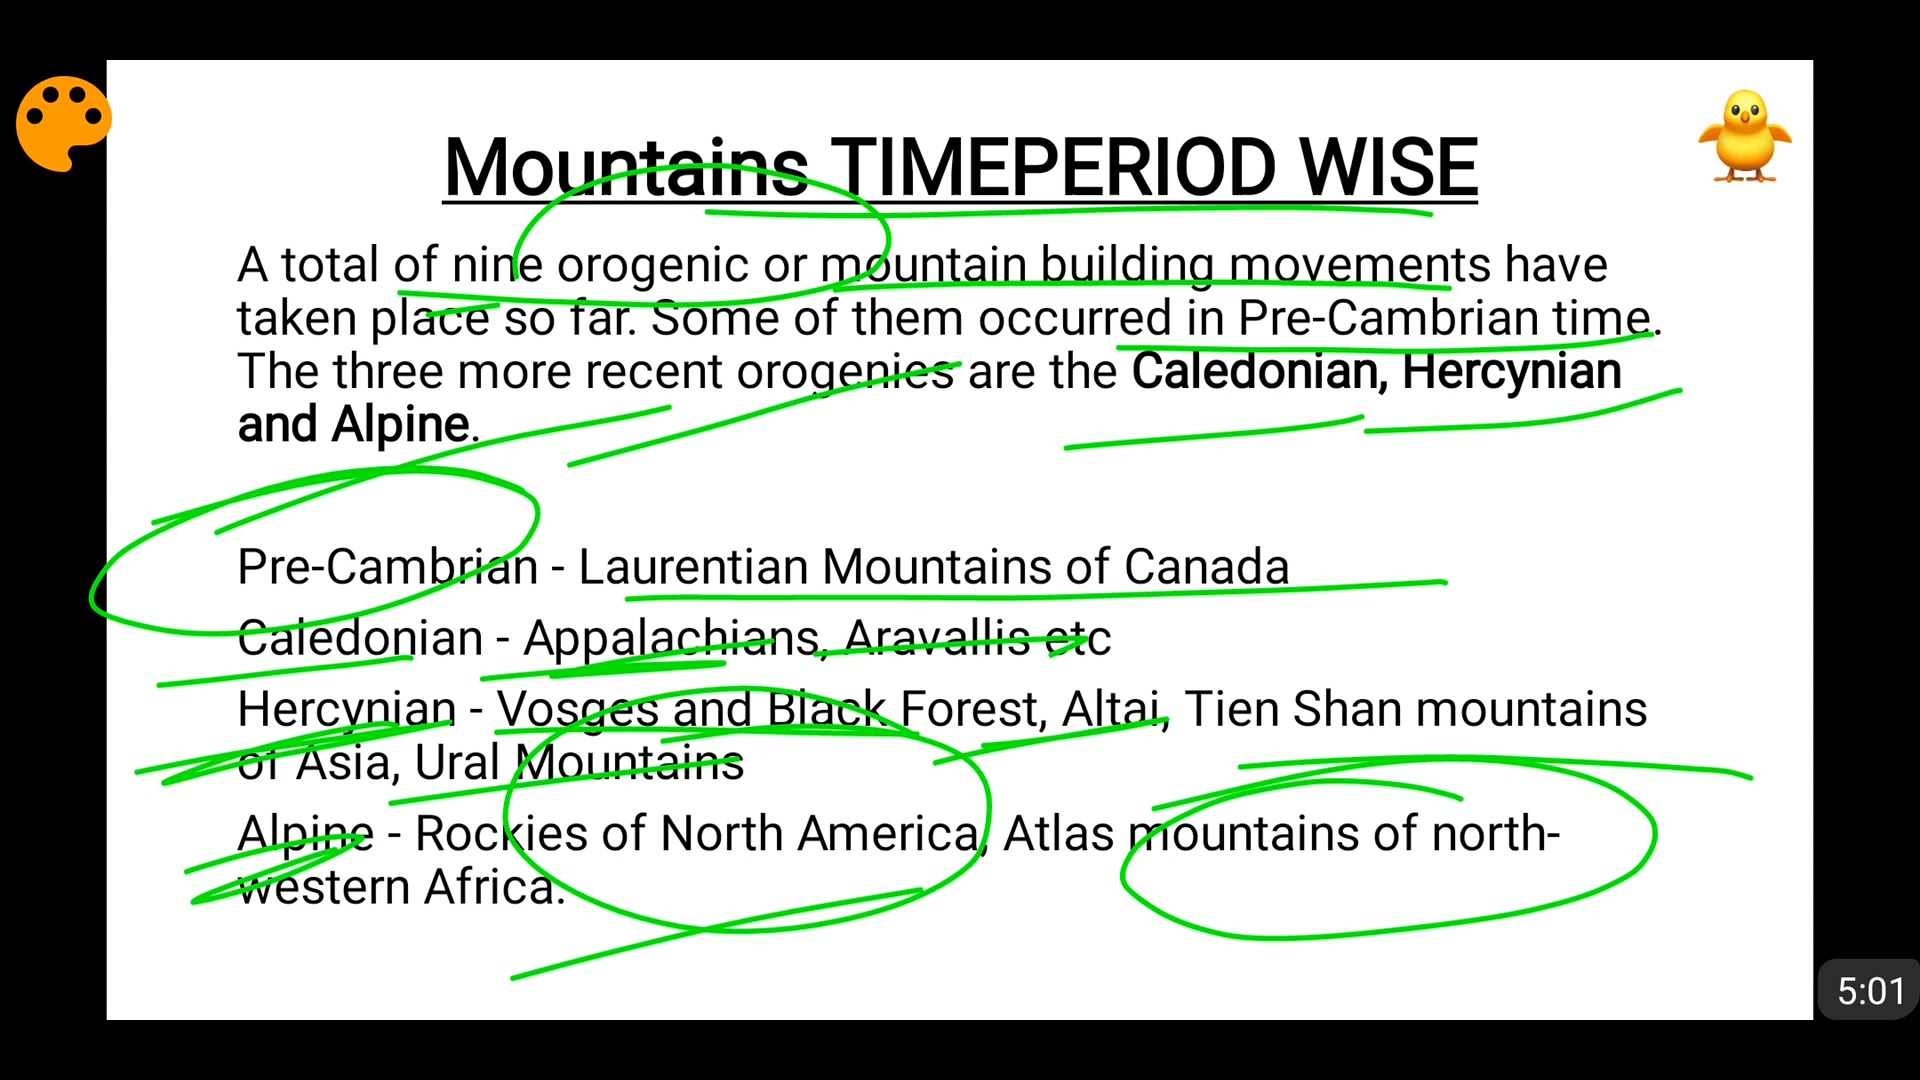 Mountains TIMEPERIOD WISE
A total of nine orogenic or mountain building movements have
taken place so far. Some of them occurred in Pre-Cambrian time.
The three more recent orogenies are the Caledonian, Hercynian
and Alpine.
Pre-Cambrian - Laurentian Mountains of Canada
Caledonian - Appalachians, Aravallis etc
Hercynian - Vosges and Black Forest, Altai, Tien Shan mountains
of Asia, Ural Mountains
Alpine - Rockies of North America, Atlas mountains of north-
western Africa.
5:01